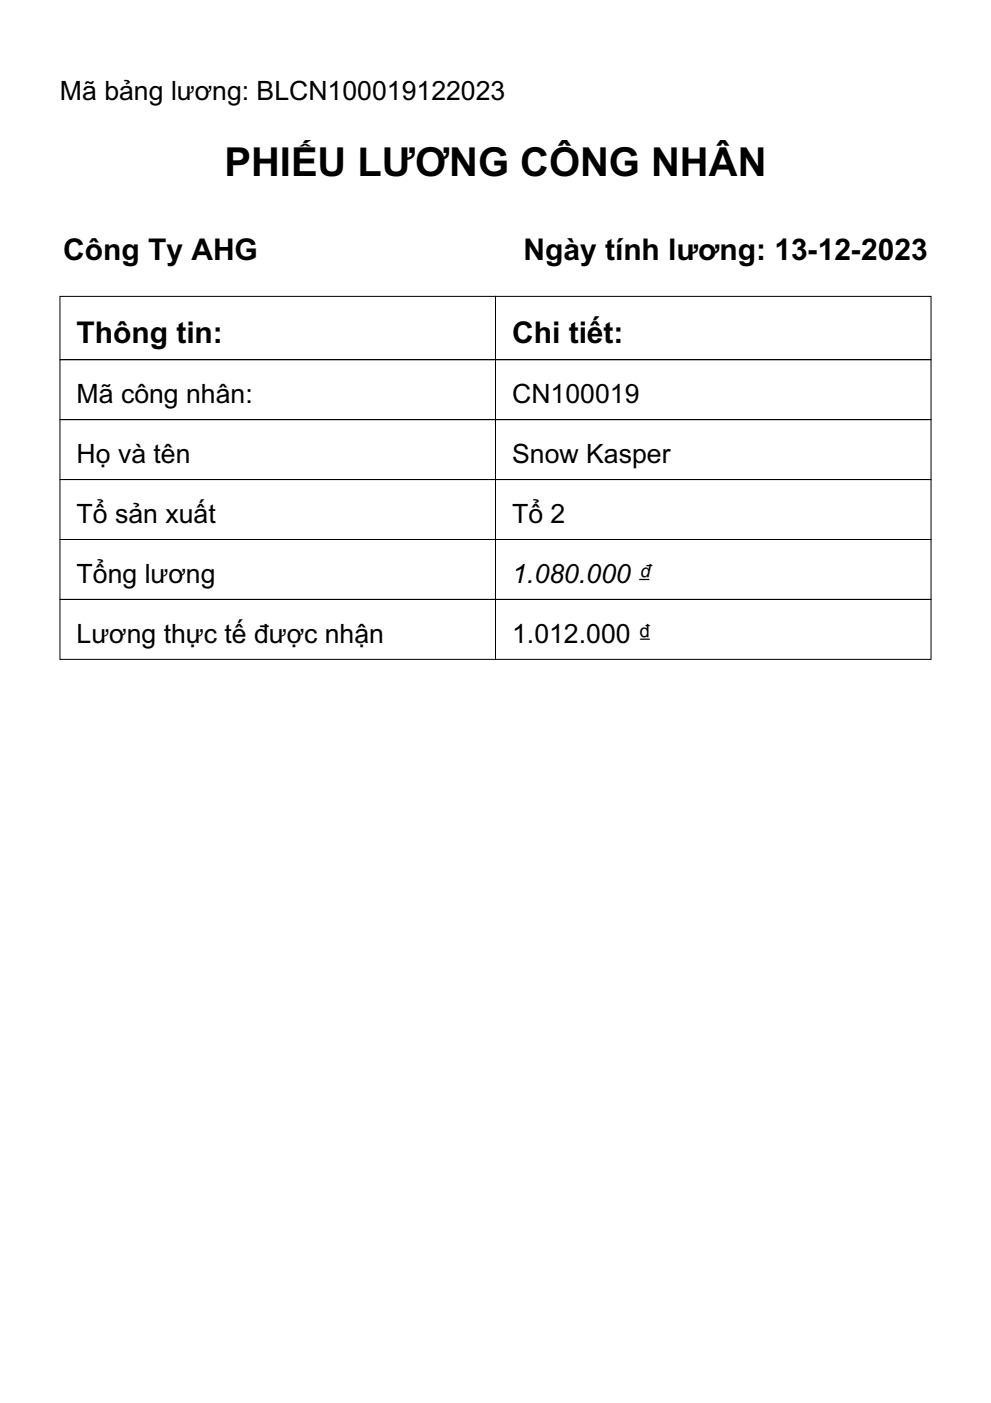 Mã bảng lương: BLCN100019122023
PHIẾU LƯƠNG CÔNG NHÂN
Công Ty AHG Ngày tính lương: 13-12-2023
Thông tin: Chi tiết:
Mã công nhân: CN100019
Họ và tên Snow Kasper
Tổ sản xuất Tổ 2
Tổng lương 1.080.000 ₫
Lương thực tế được nhận 1.012.000 ₫